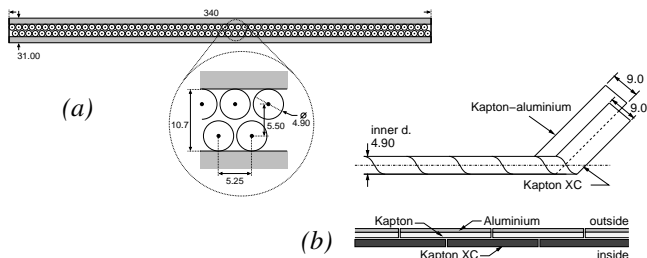 340
31.00
(a)
10.7
5.50
ø
4.90
5.25
9.0
9.0
Kapton–aluminium
inner d.
4.90
Kapton XC
(b)
Kapton
Aluminium
outside
Kapton XC
inside